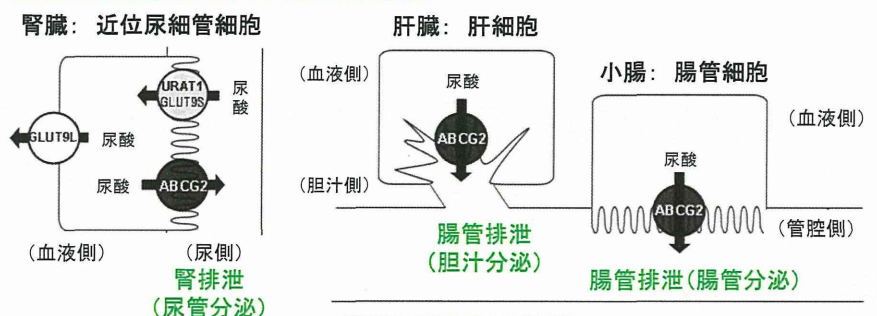 腎臓： 近位尿細管細胞
URAT1
GLUT9S
尿酸
GLUT9L
尿酸
尿酸
ABCG2
（血液側）
（尿側）
腎排泄
（尿管分泌）
肝臓： 肝細胞
（血液側）
尿酸
ABCG2
（胆汁側）
腸管排泄
（胆汁分泌）
小腸： 腸管細胞
（血液側）
尿酸
ABCG2
（管腔側）
腸管排泄（腸管分泌）